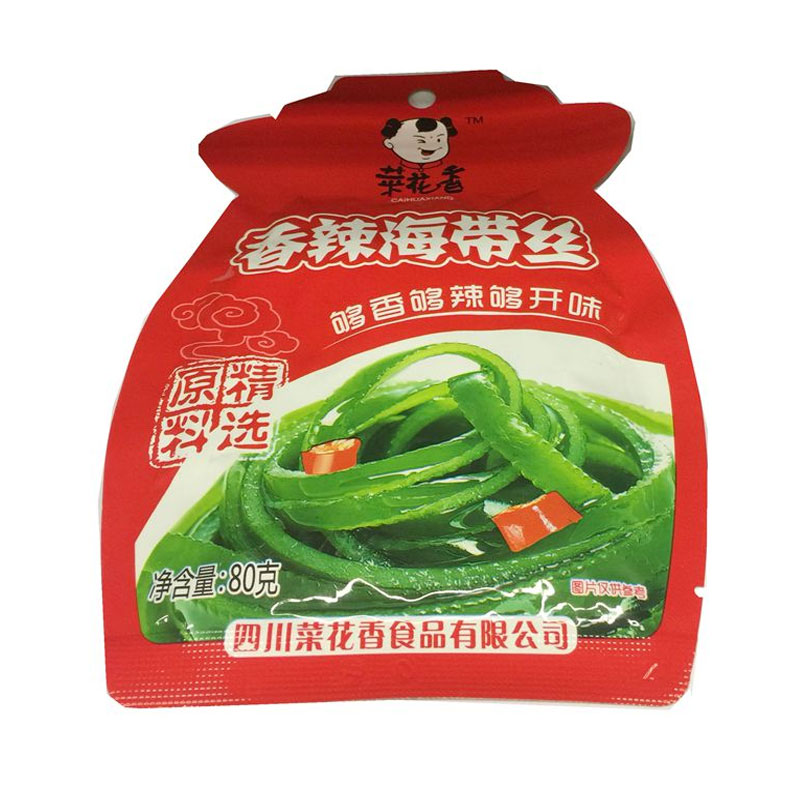 TM
菜花香
CAIHUAXIANG
香辣海带丝
够香够辣够开味
精选
原料
净含量:80克
图片仅供参考
四川菜花香食品有限公司